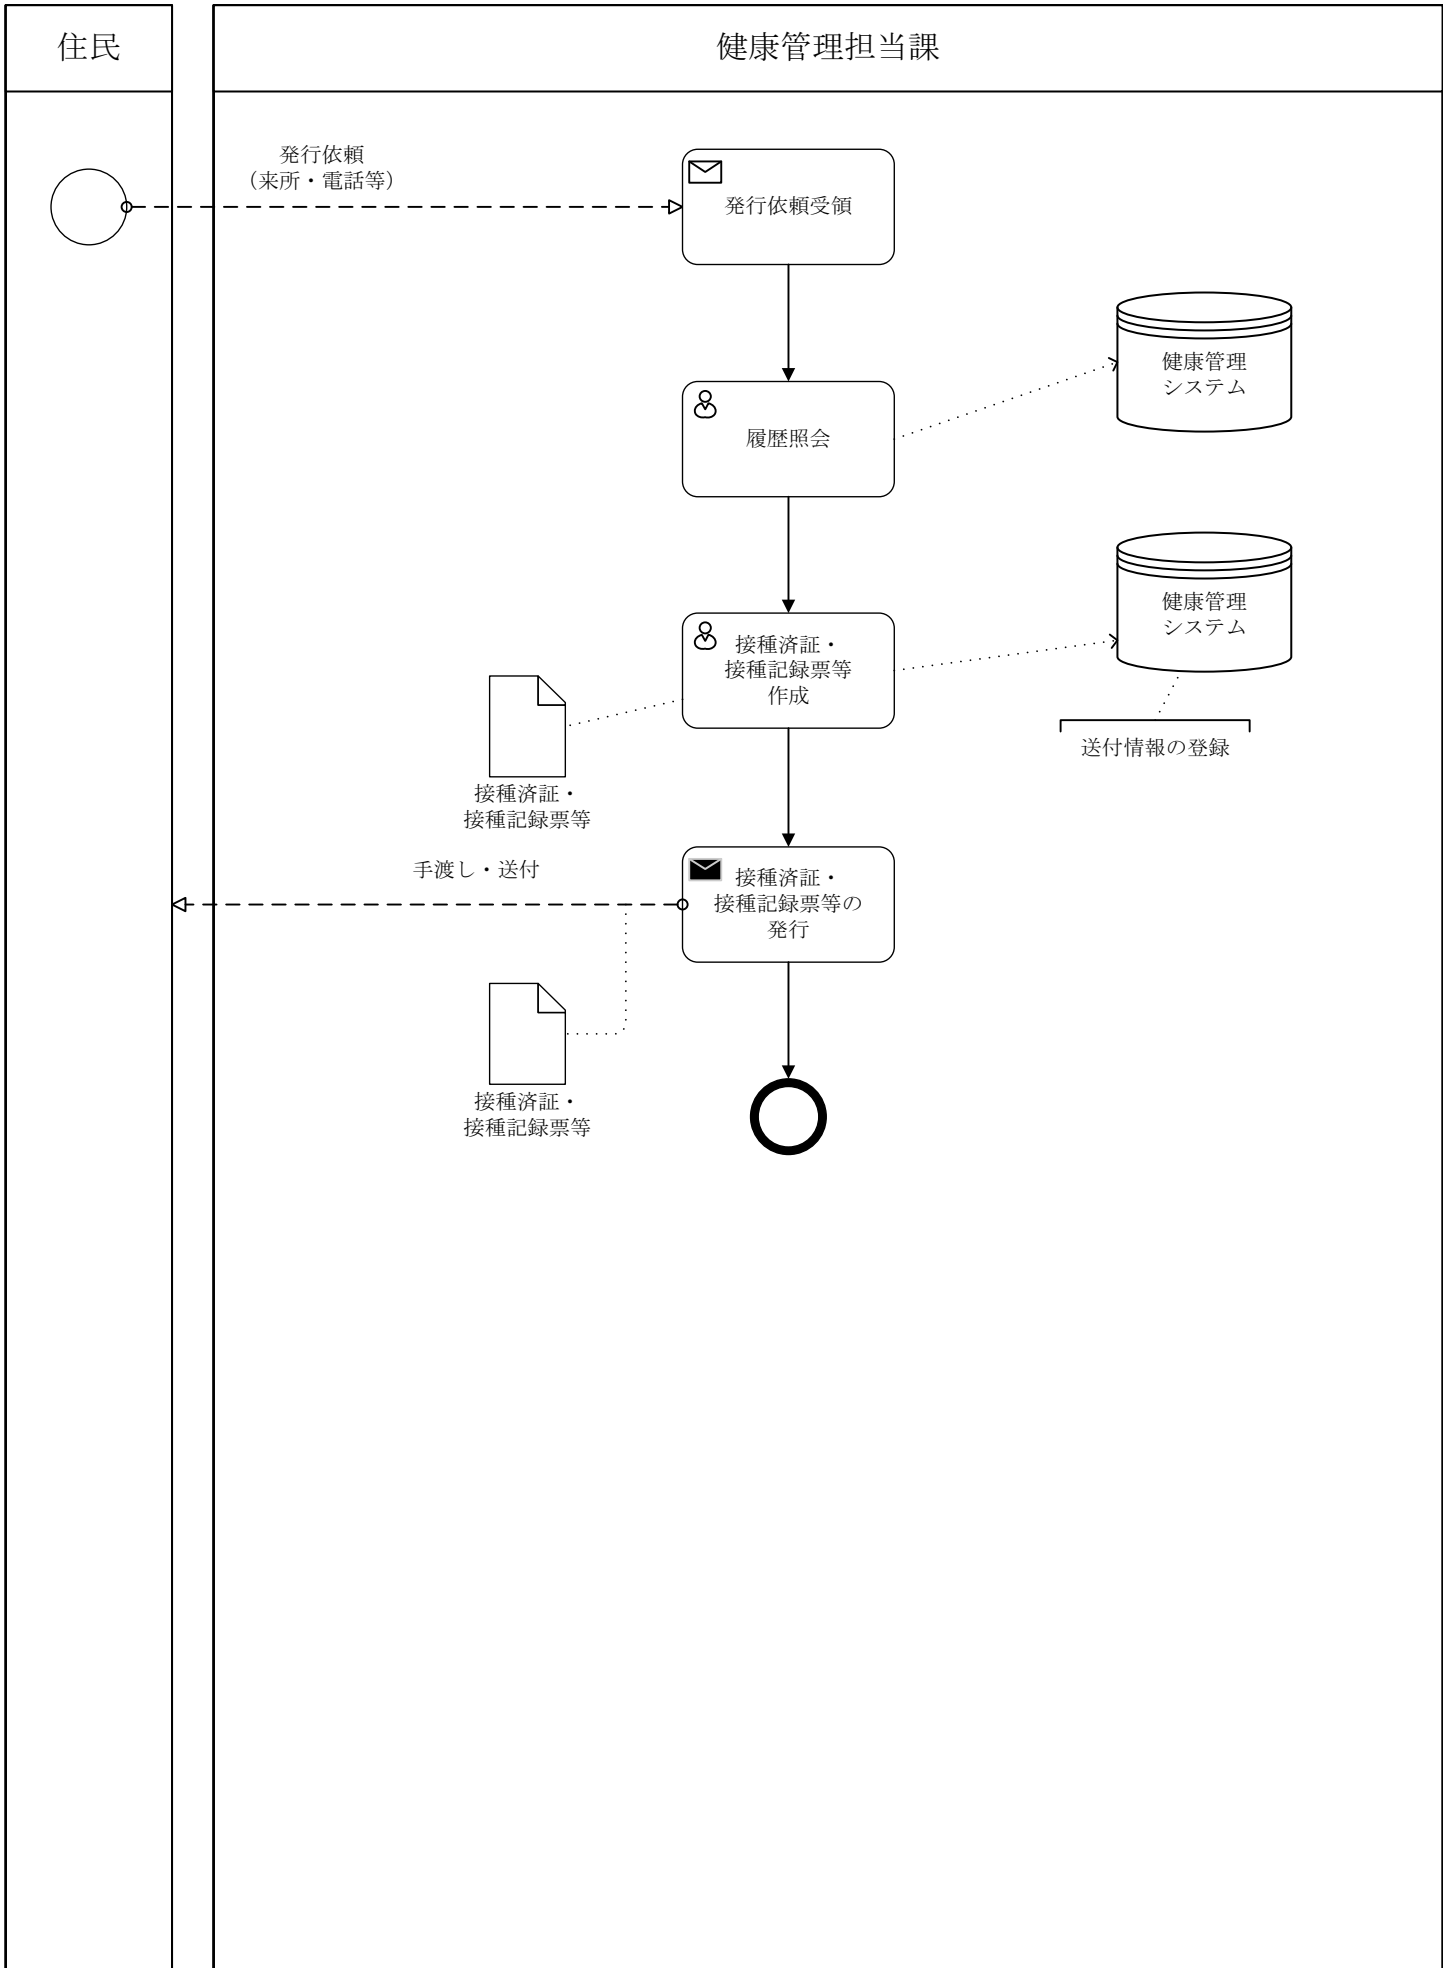 住民
健康管理担当課
発行依頼
（来所・電話等）
発行依頼受領
健康管理
システム
履歴照会
健康管理
システム
接種済証・
接種記録票等
作成
送付情報の登録
接種済証・
接種記録票等
手渡し・送付
接種済証・
接種記録票等の
発行
接種済証・
接種記録票等